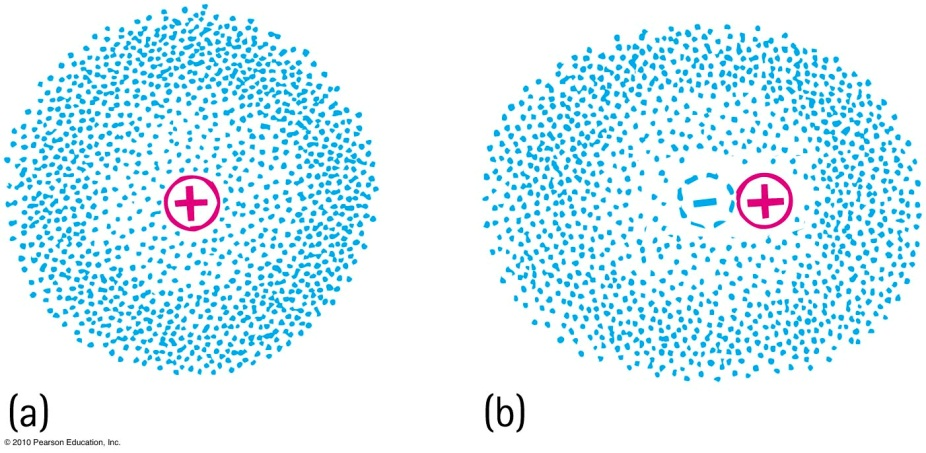 +
- +
(a)
(b)
© 2010 Pearson Education, Inc.